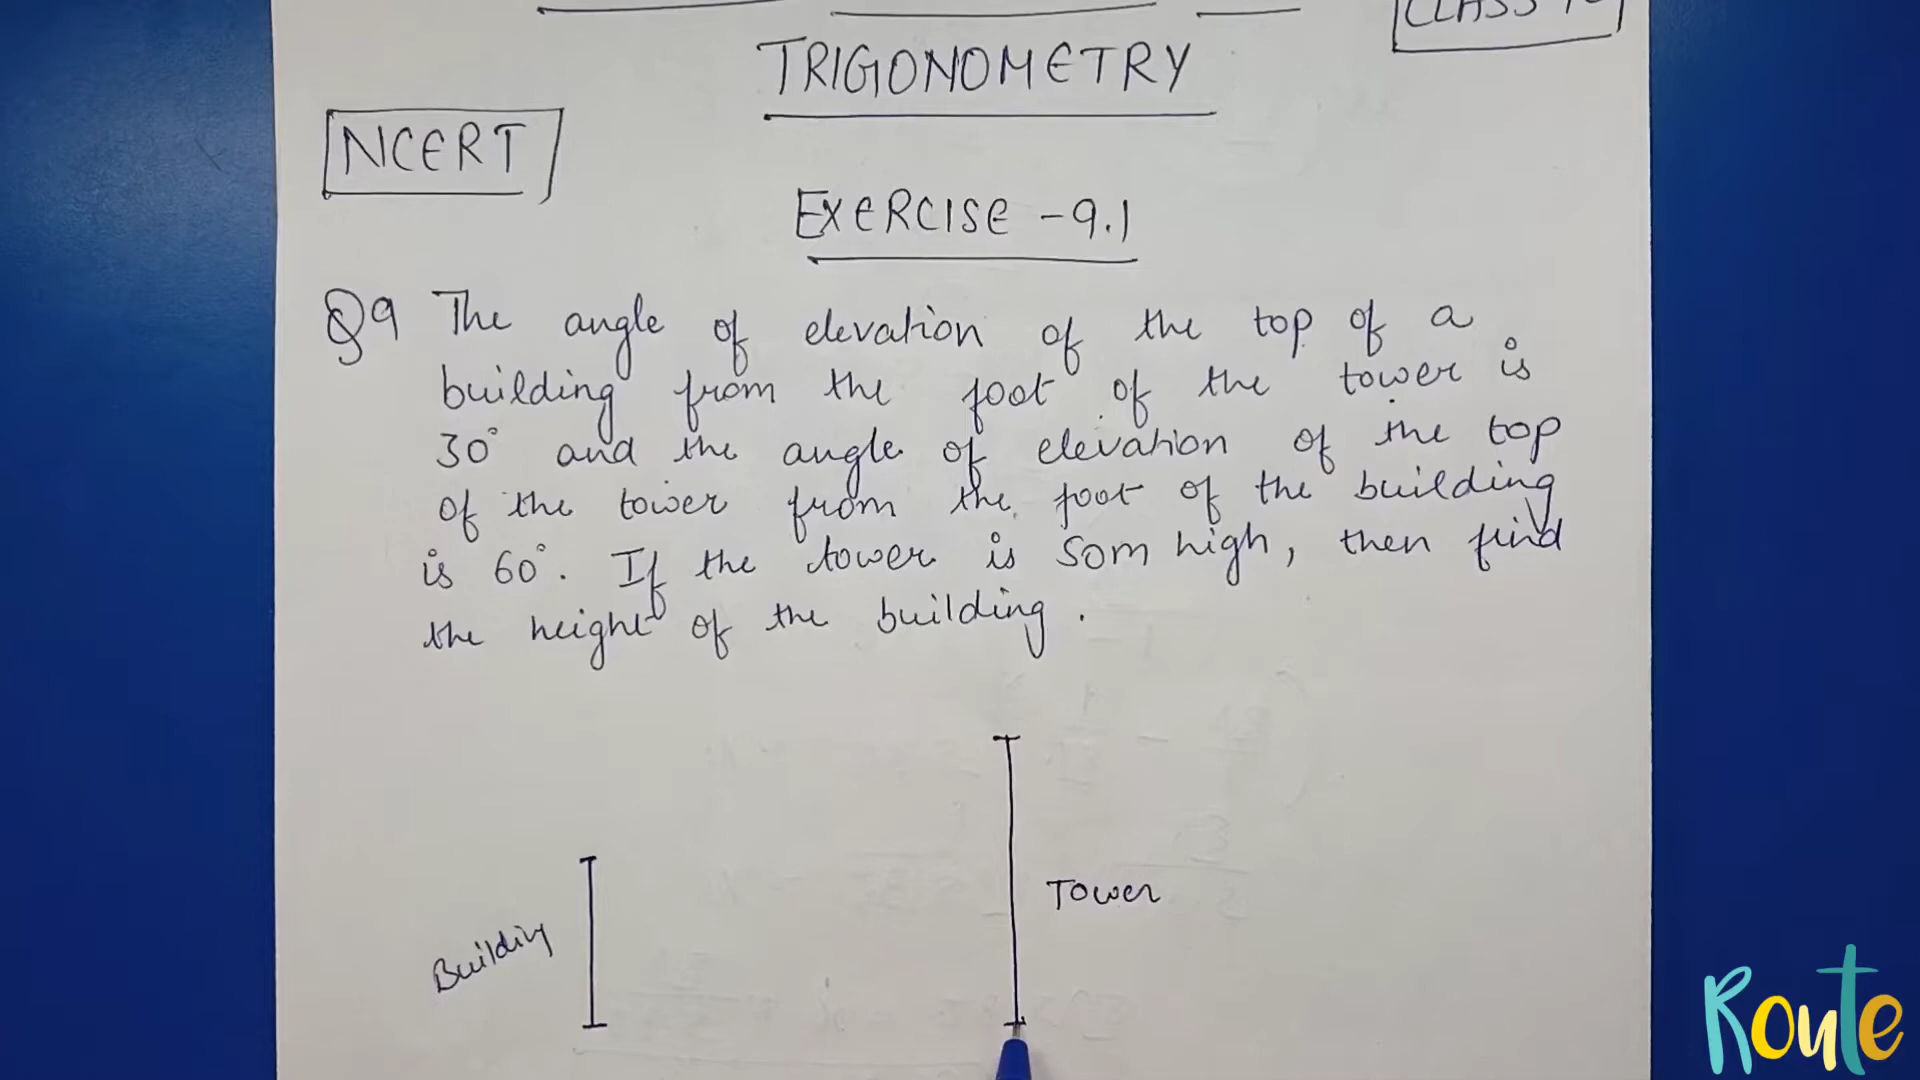 TRIGONOMETRY
NCERT
EXERCISE - 9.1
Q9 The angle of elevation of the top of a
building from the foot of the tower is
30° and the angle of elevation of the top
of the tower from the foot of the building
is 60°. If the tower is 50m high, then find
the height of the building.
Tower
Building
Route